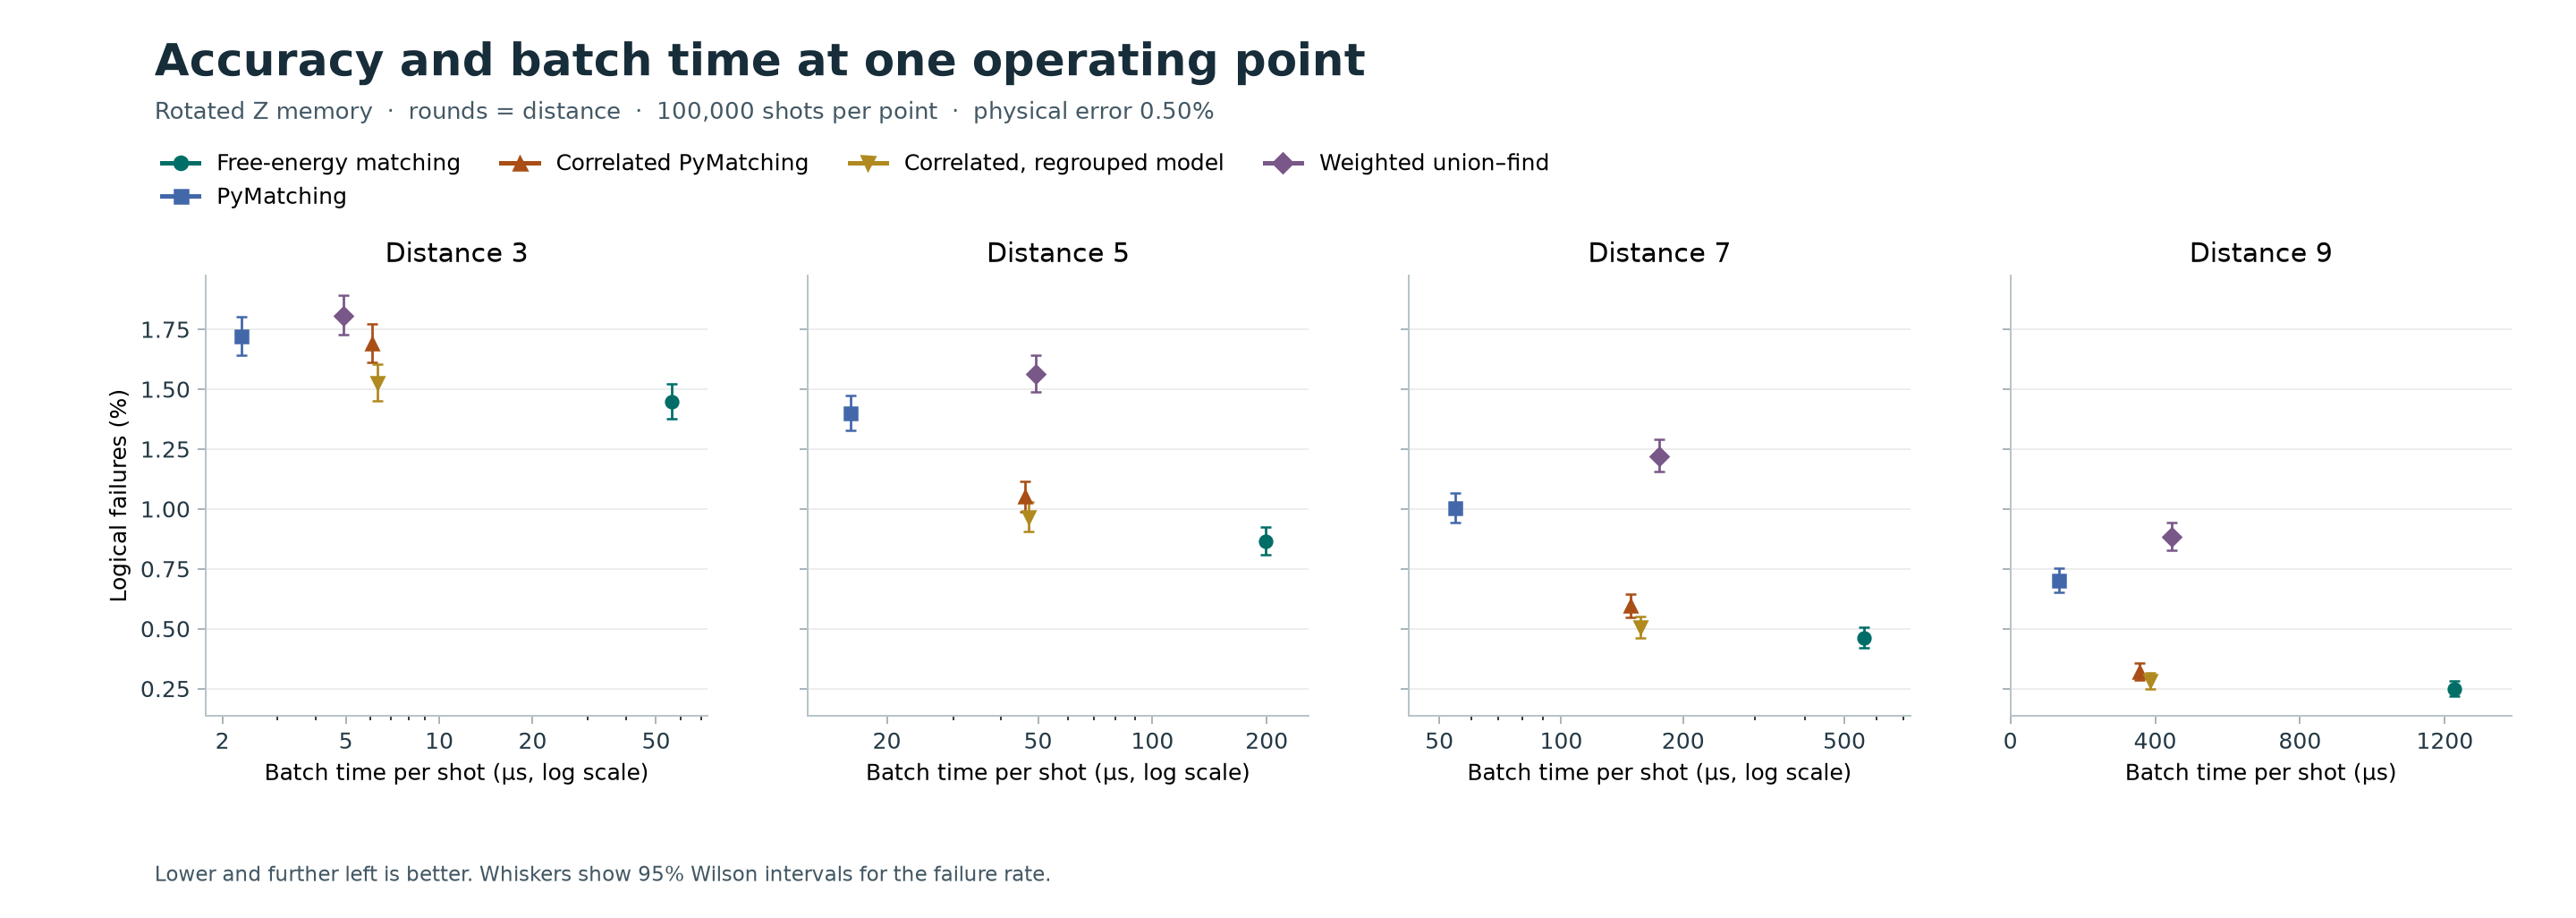 Accuracy and batch time at one operating point
Rotated Z memory · rounds = distance · 100,000 shots per point · physical error 0.50%
Free-energy matching
Correlated PyMatching
Correlated, regrouped model
Weighted union–find
PyMatching
Distance 3
Distance 5
Distance 7
Distance 9
Logical failures (%)
1.75
1.50
1.25
1.00
0.75
0.50
0.25
2 5 10 20 50
20 50 100 200
50 100 200 500
0 400 800 1200
Batch time per shot (µs, log scale)
Batch time per shot (µs, log scale)
Batch time per shot (µs, log scale)
Batch time per shot (µs)
Lower and further left is better. Whiskers show 95% Wilson intervals for the failure rate.